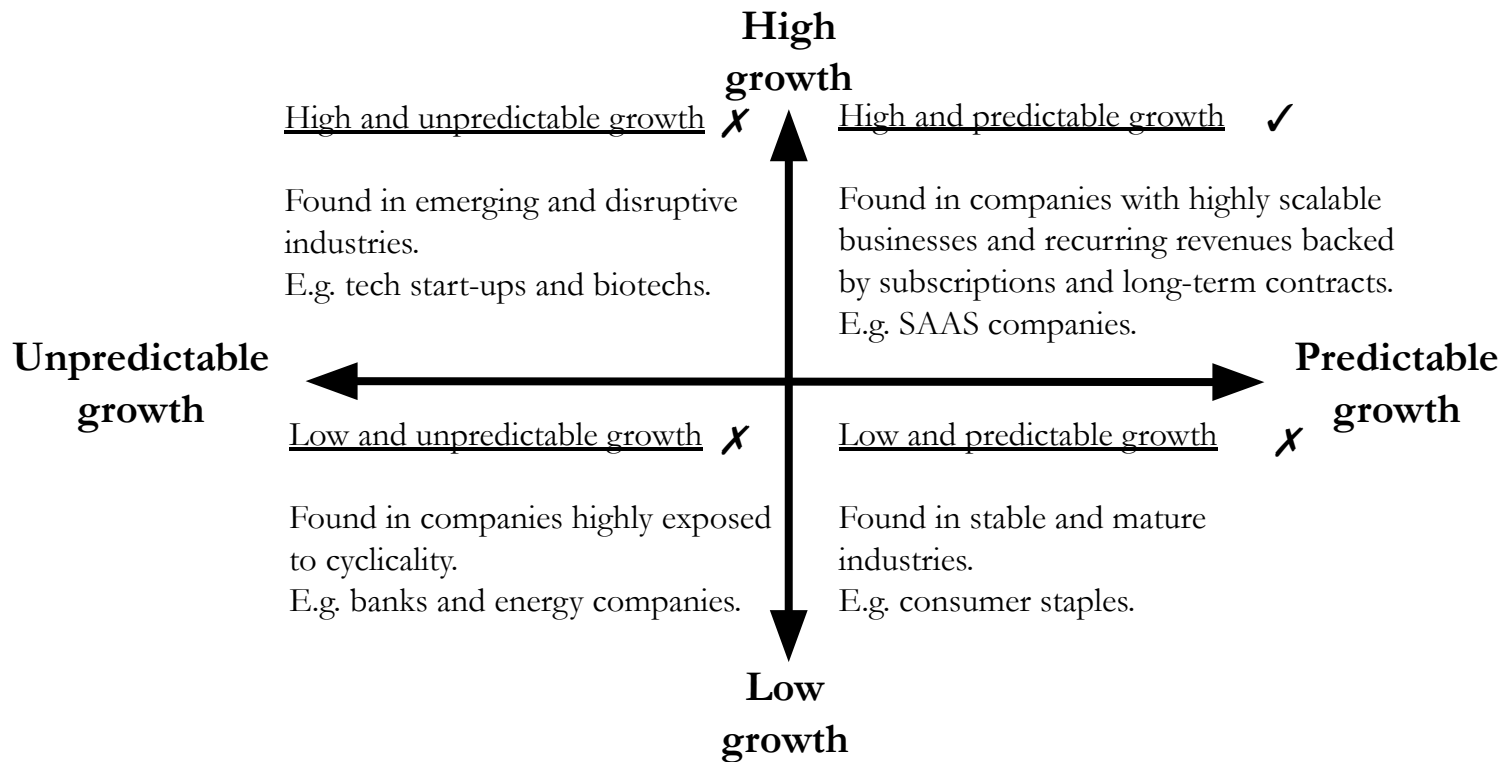 High
growth
High and unpredictable growth ✗
Found in emerging and disruptive
industries.
E.g. tech start-ups and biotechs.
High and predictable growth ✓
Found in companies with highly scalable
businesses and recurring revenues backed
by subscriptions and long-term contracts.
E.g. SAAS companies.
Unpredictable
growth
Predictable
growth
Low and unpredictable growth ✗
Found in companies highly exposed
to cyclicality.
E.g. banks and energy companies.
Low and predictable growth ✗
Found in stable and mature
industries.
E.g. consumer staples.
Low
growth